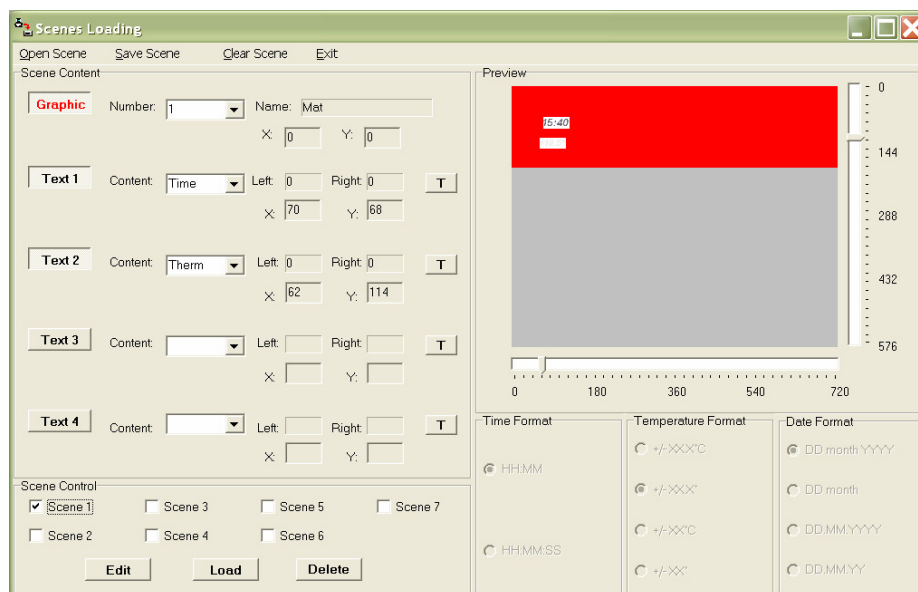 Scenes Loading
Open Scene Save Scene Clear Scene Exit
Scene Content
Graphic Number: 1 Name: Mat
X: 0 Y: 0
Text 1 Content: Time Left: 0 Right: 0 T
X: 70 Y: 68
Text 2 Content: Therm Left: 0 Right: 0 T
X: 62 Y: 114
Text 3 Content: Left: Right: T
X: Y:
Text 4 Content: Left: Right: T
X: Y:
Scene Control
Scene 1 Scene 3 Scene 5 Scene 7
Scene 2 Scene 4 Scene 6
Edit Load Delete
Preview
15:40
0
144
288
432
576
0 180 360 540 720
Time Format
HH:MM
HH:MM:SS
Temperature Format
+/-XX.X°C
+/-XX.X°
+/-XX°C
+/-XX°
Date Format
DD month YYYY
DD month
DD.MM.YYYY
DD.MM.YY